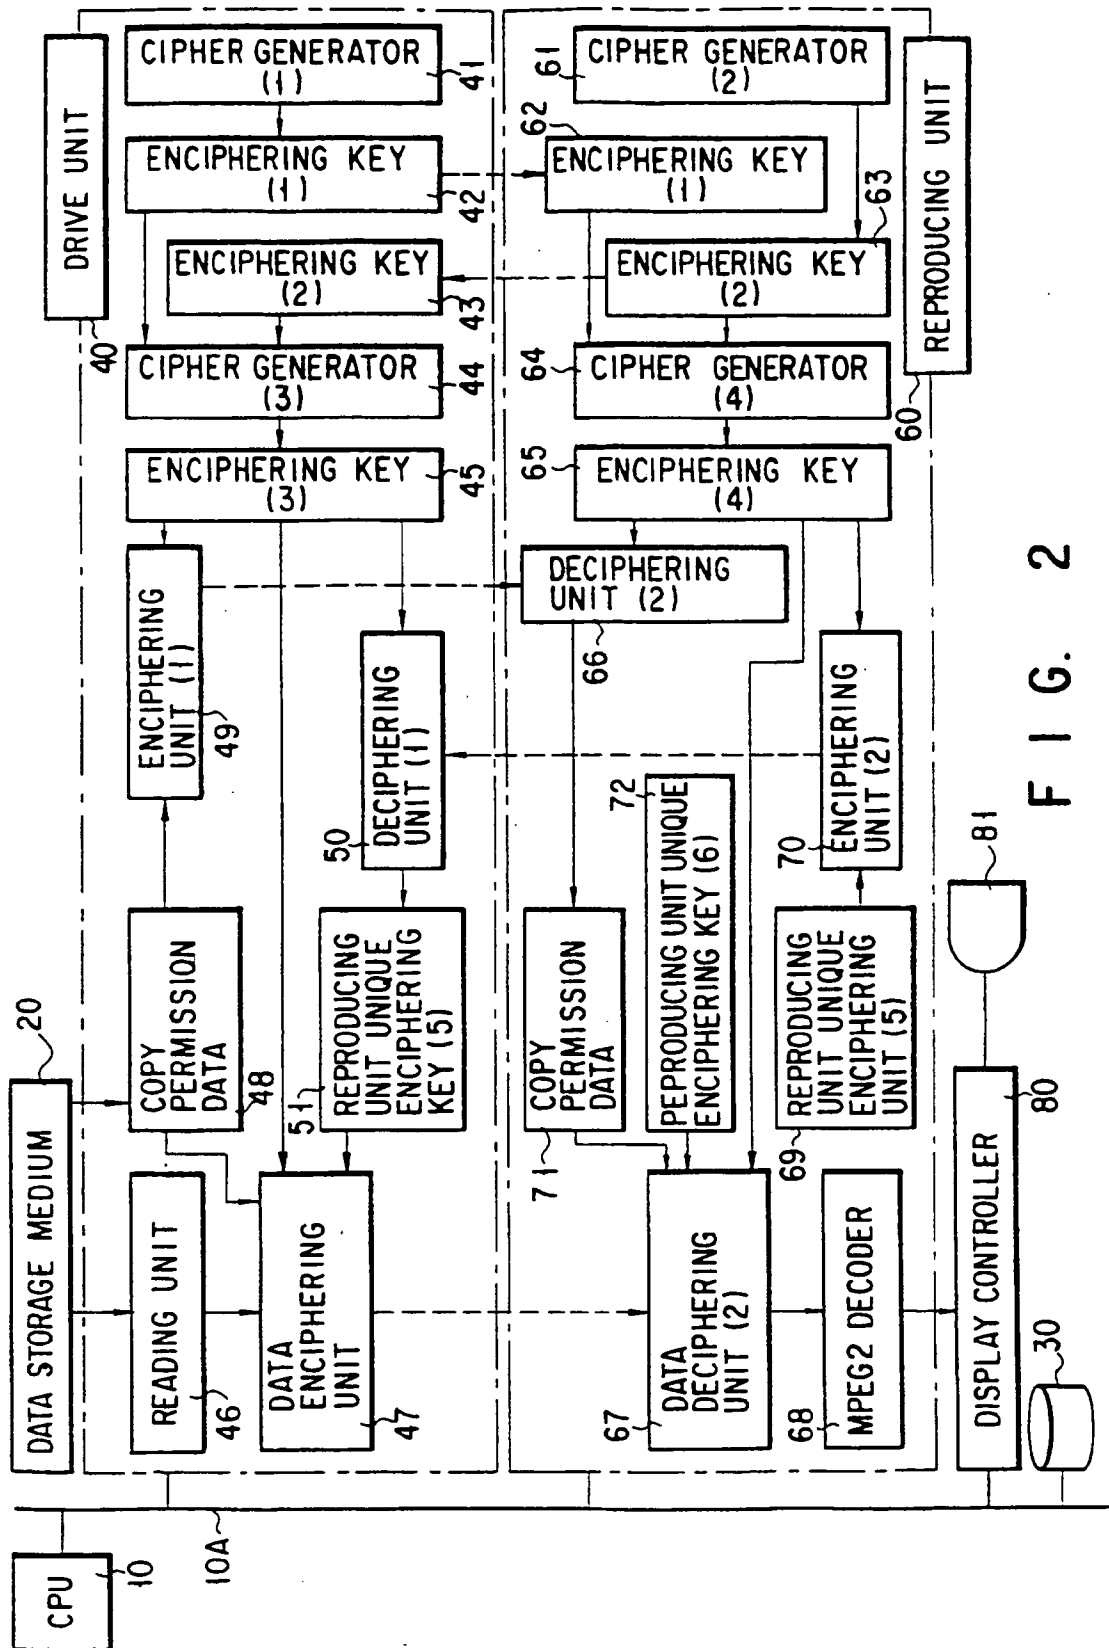 CPU
10
10A
DATA STORAGE MEDIUM
20
DRIVE UNIT
40
READING UNIT
46
DATA
ENCIPHERING
UNIT
47
COPY
PERMISSION
DATA
48
51
REPRODUCING
UNIT UNIQUE
ENCIPHERING
KEY (5)
ENCIPHERING
UNIT (1)
49
50
DECIPHERING
UNIT (1)
ENCIPHERING KEY
(3)
45
CIPHER GENERATOR
(3)
44
ENCIPHERING KEY
(2)
43
ENCIPHERING KEY
(1)
42
CIPHER GENERATOR
(1)
41
67
DATA
DECIPHERING
UNIT (2)
68
MPEG2 DECODER
71
COPY
PERMISSION
DATA
72
PEPRODUCING UNIT UNIQUE
ENCIPHERING KEY (6)
69
REPRODUCING
UNIT UNIQUE
ENCIPHERING
UNIT (5)
70
ENCIPHERING
UNIT (2)
66
DECIPHERING
UNIT (2)
65
ENCIPHERING KEY
(4)
64
CIPHER GENERATOR
(4)
63
ENCIPHERING KEY
(2)
62
ENCIPHERING KEY
(1)
61
CIPHER GENERATOR
(2)
60
REPRODUCING UNIT
DISPLAY CONTROLLER
80
81
30
FIG. 2